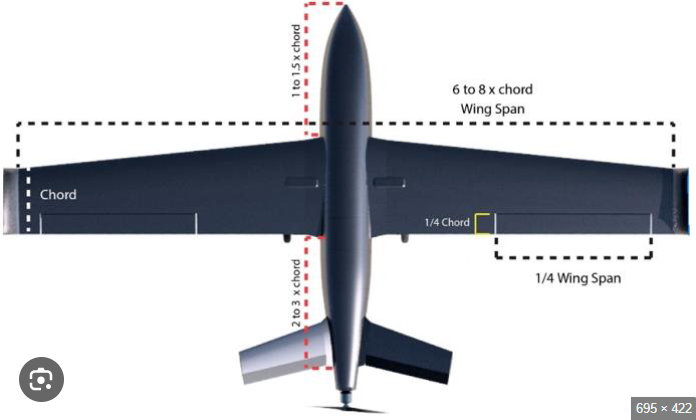 1 to 1.5 x chord
6 to 8 x chord
Wing Span
Chord
1/4 Chord
1/4 Wing Span
2 to 3 x chord
695 × 422